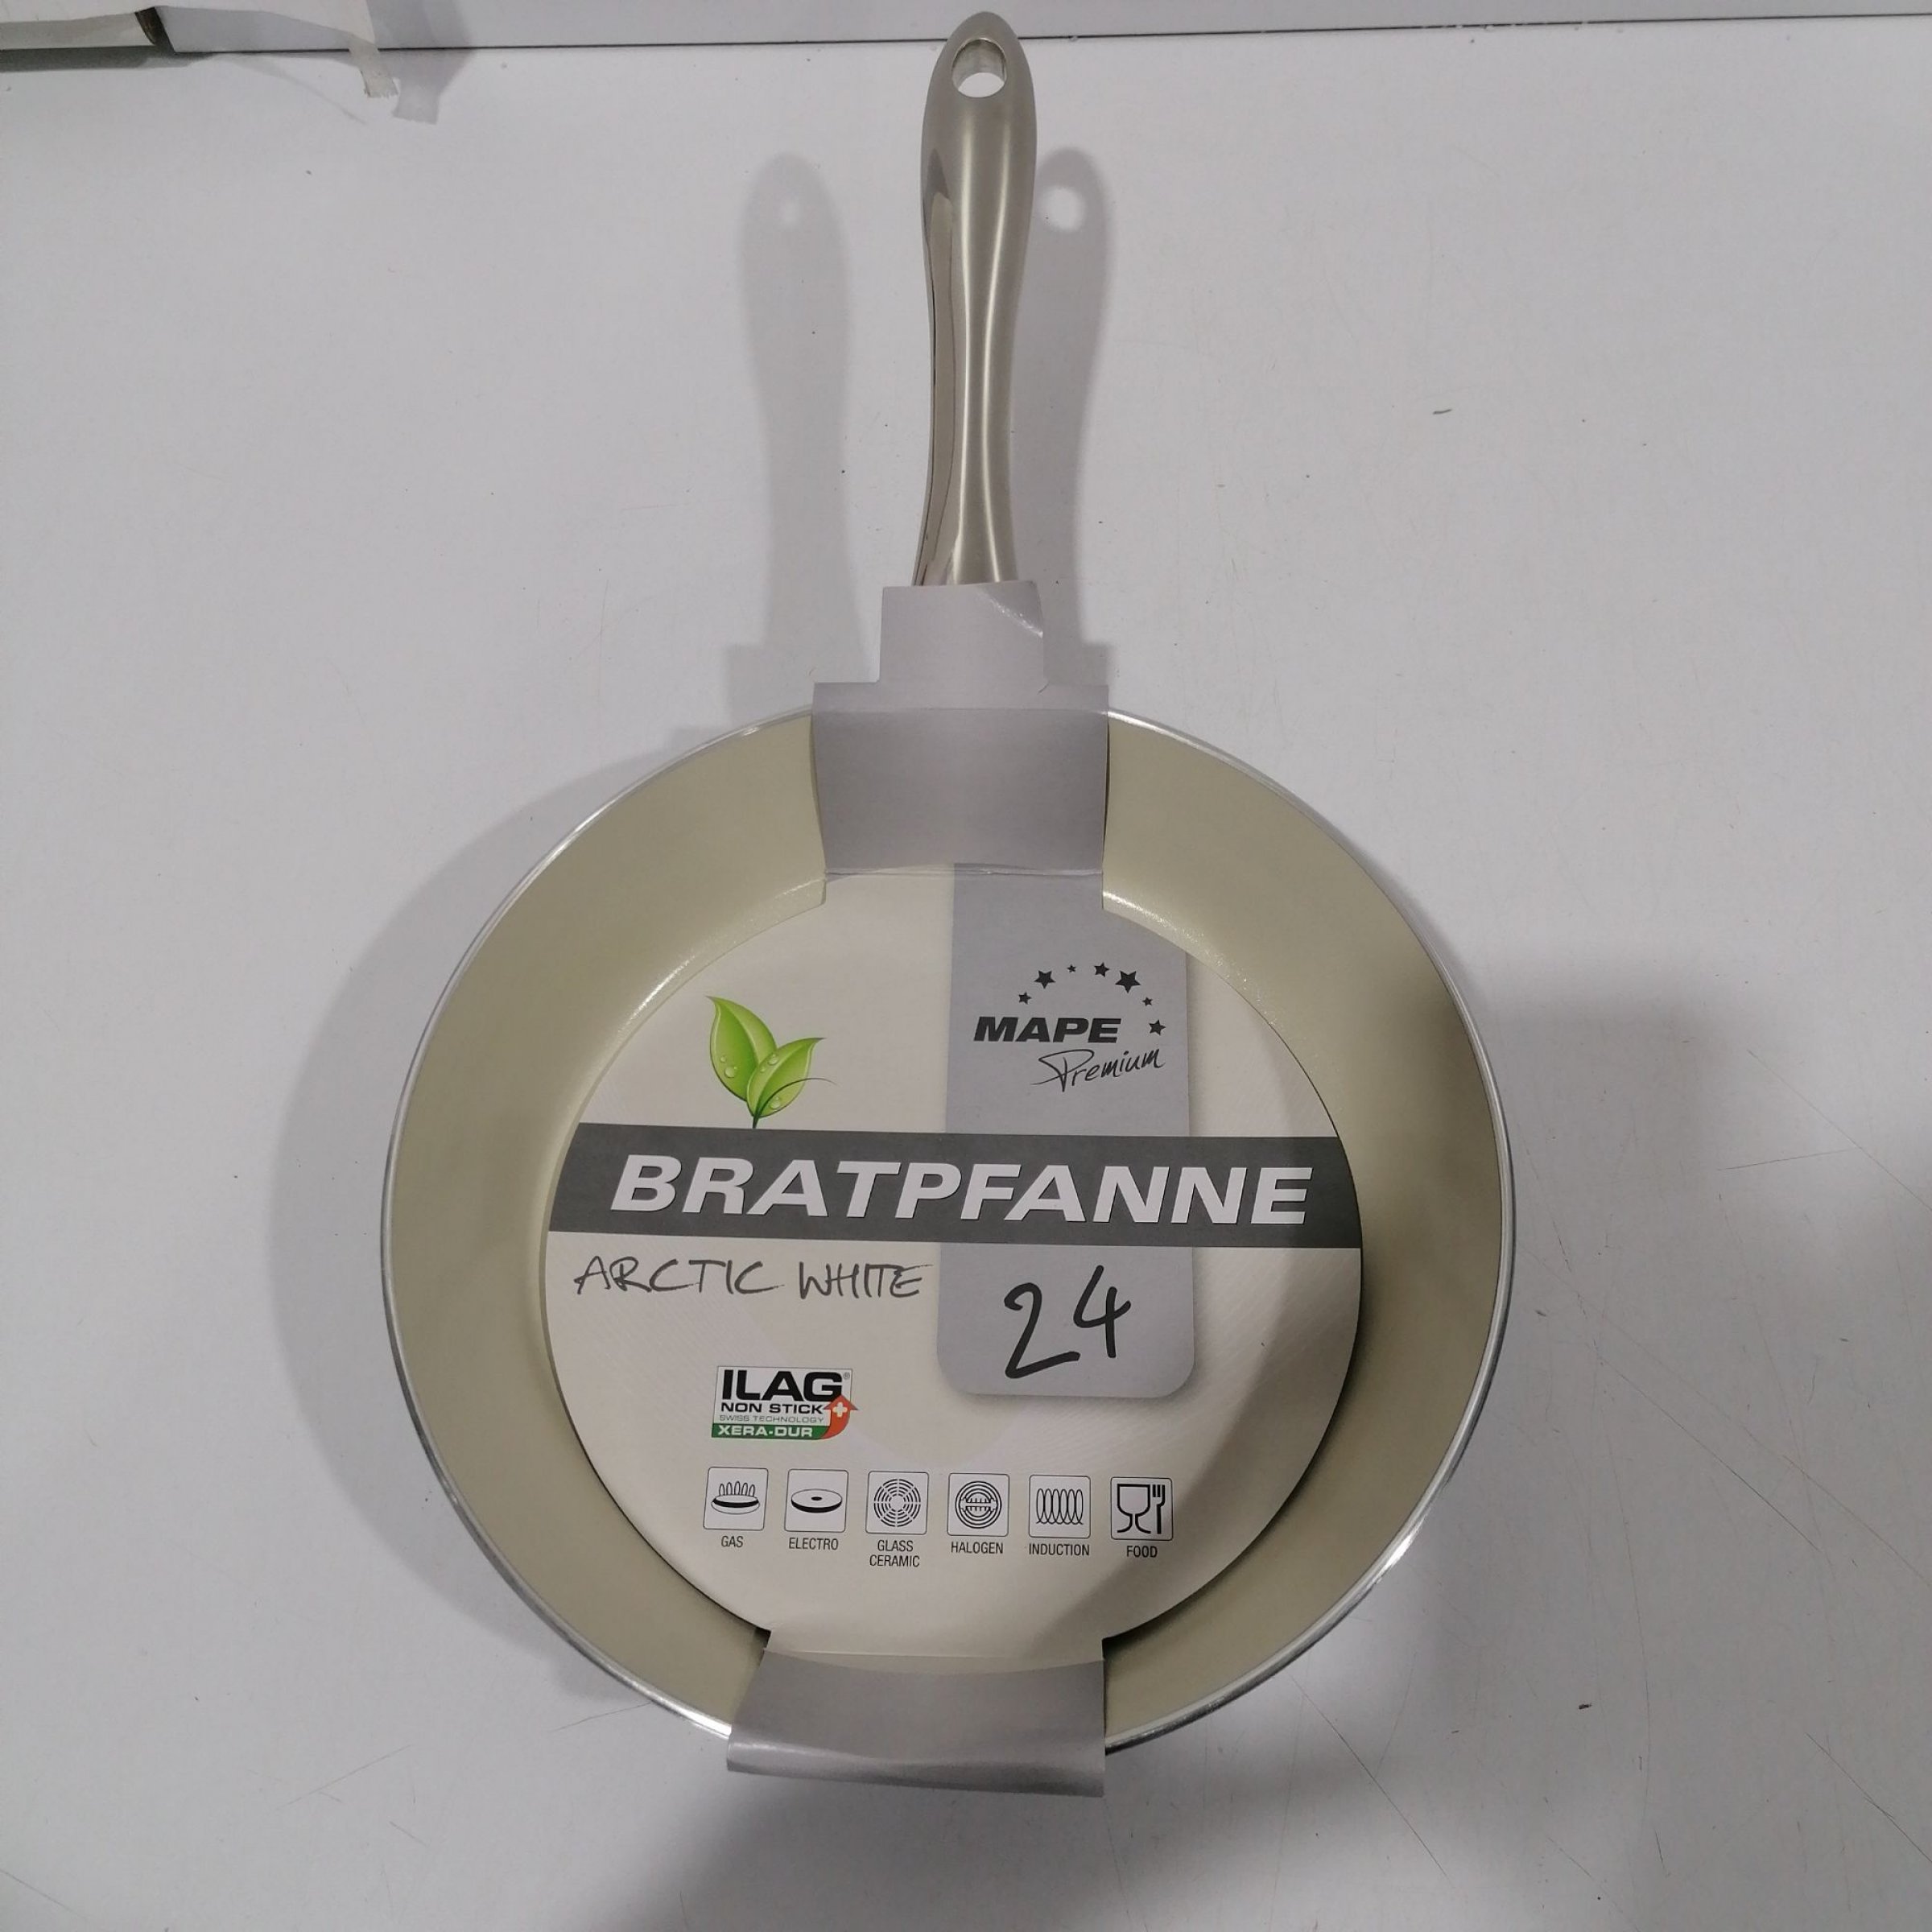 MAPE
Premium
BRATPFANNE
ARCTIC WHITE
24
ILAG®
NON STICK
SWISS TECHNOLOGY
XERA-DUR
GAS
ELECTRO
GLASS
CERAMIC
HALOGEN
INDUCTION
FOOD